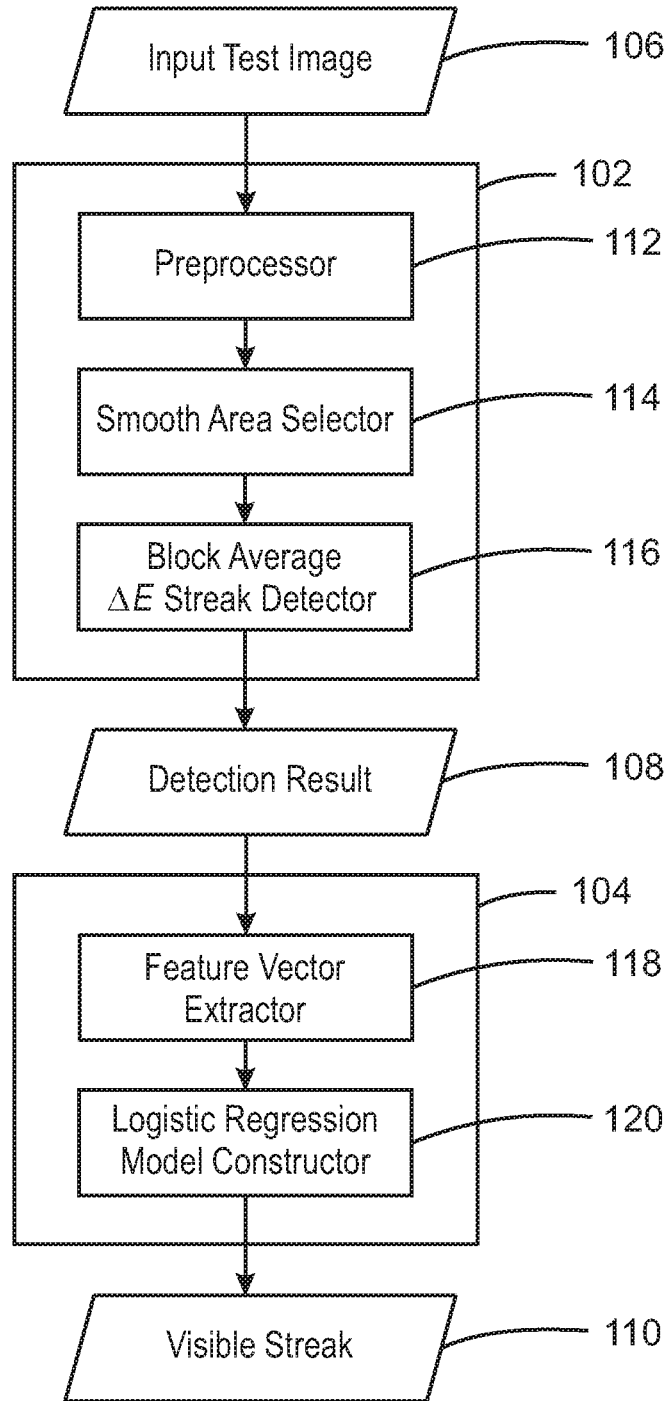 Input Test Image
106
102
Preprocessor
112
Smooth Area Selector
114
Block Average
ΔE Streak Detector
116
Detection Result
108
104
Feature Vector
Extractor
118
Logistic Regression
Model Constructor
120
Visible Streak
110